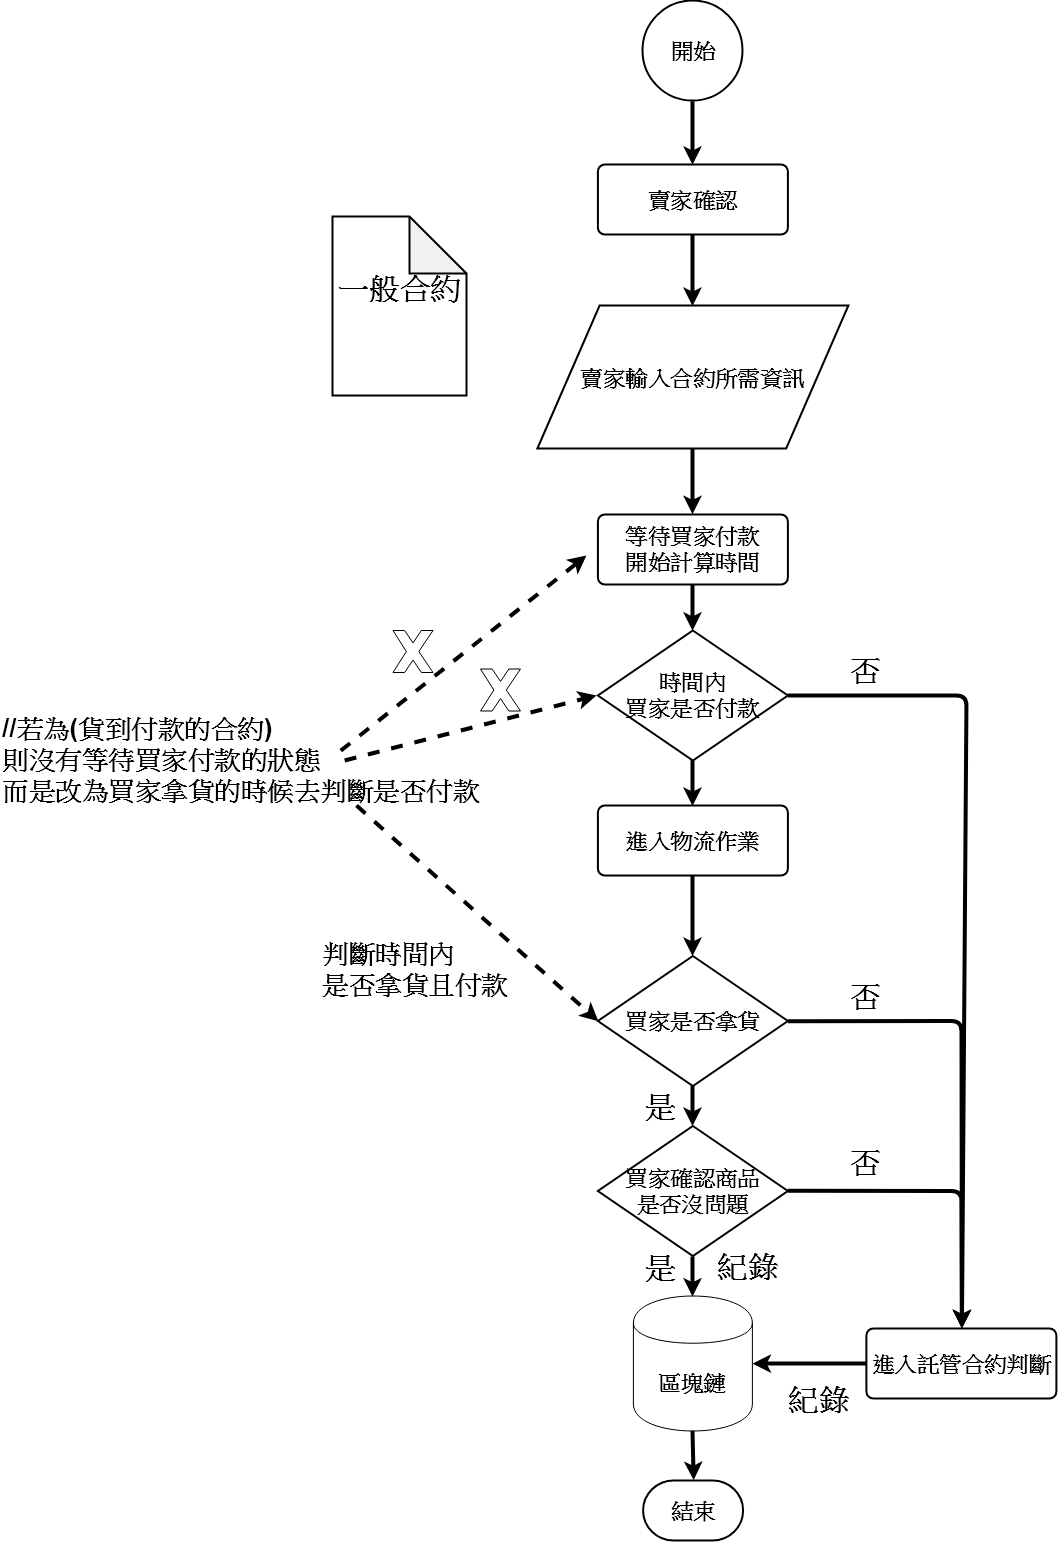 開始
賣家確認
一般合約
賣家輸入合約所需資訊
等待買家付款
開始計算時間
X
X
時間內
買家是否付款
否
//若為(貨到付款的合約)
則沒有等待買家付款的狀態
而是改為買家拿貨的時候去判斷是否付款
進入物流作業
判斷時間內
是否拿貨且付款
買家是否拿貨
否
是
買家確認商品
是否沒問題
否
是
紀錄
區塊鏈
進入託管合約判斷
紀錄
結束